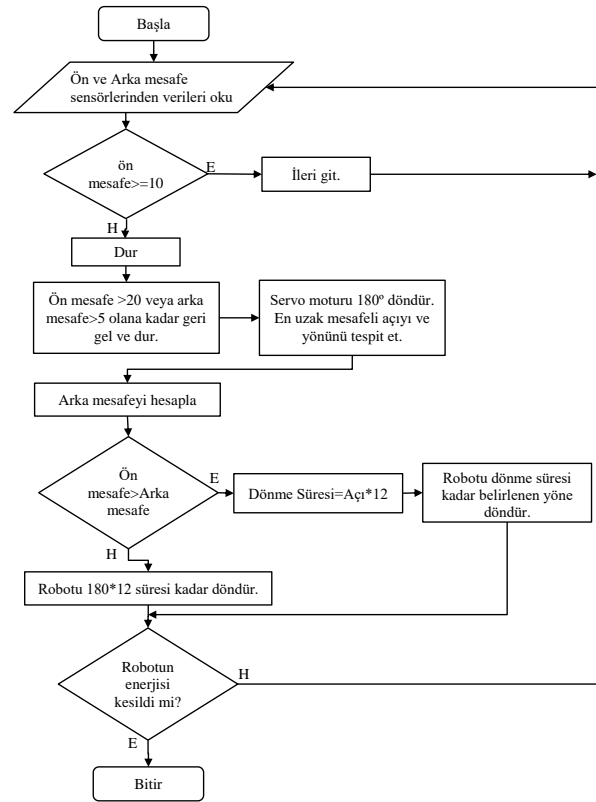 Başla
Ön ve Arka mesafe
sensörlerinden verileri oku
ön
mesafe>=10
E
İleri git.
H
Dur
Ön mesafe >20 veya arka
mesafe>5 olana kadar geri
gel ve dur.
Servo moturu 180º döndür.
En uzak mesafeli açıyı ve
yönünü tespit et.
Arka mesafeyi hesapla
Ön
mesafe>Arka
mesafe
E
Dönme Süresi=Açı*12
Robotu dönme süresi
kadar belirlenen yöne
döndür.
H
Robotu 180*12 süresi kadar döndür.
Robotun
enerjisi
kesildi mi?
H
E
Bitir